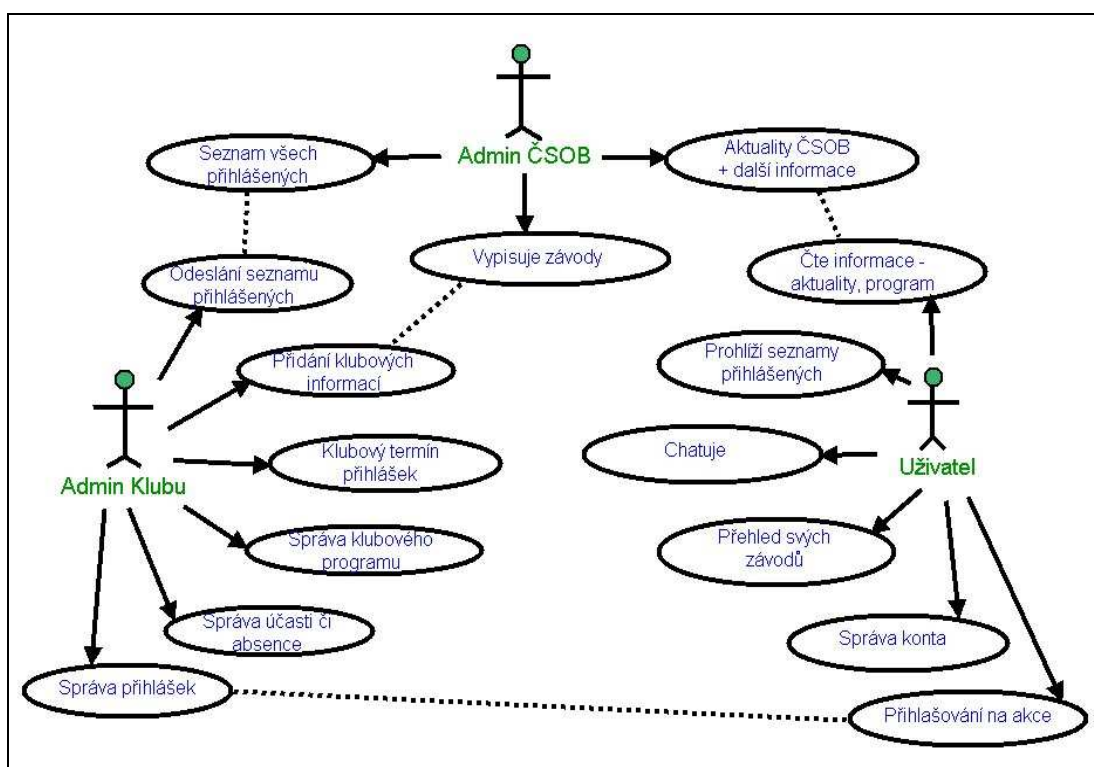 Admin ČSOB
Seznam všech
přihlášených
Aktuality ČSOB
+ další informace
Vypisuje závody
Odeslání seznamu
přihlášených
Čte informace -
aktuality, program
Přidání klubových
informací
Prohlíží seznamy
přihlášených
Klubový termín
přihlášek
Chatuje
Admin Klubu
Uživatel
Správa klubového
programu
Přehled svých
závodů
Správa účasti či
absence
Správa konta
Správa přihlášek
Přihlašování na akce